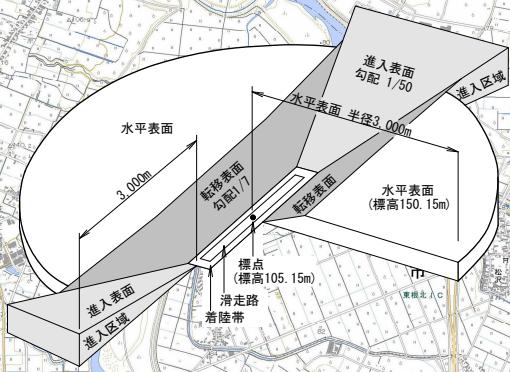 進入表面
勾配 1/50
進入区域
水平表面 半径3,000m
水平表面
3,000m
転移表面
勾配1/7
転移表面
水平表面
(標高150.15m)
標点
(標高105.15m)
滑走路
着陸帯
進入表面
進入区域
市
東根北IC
松沢